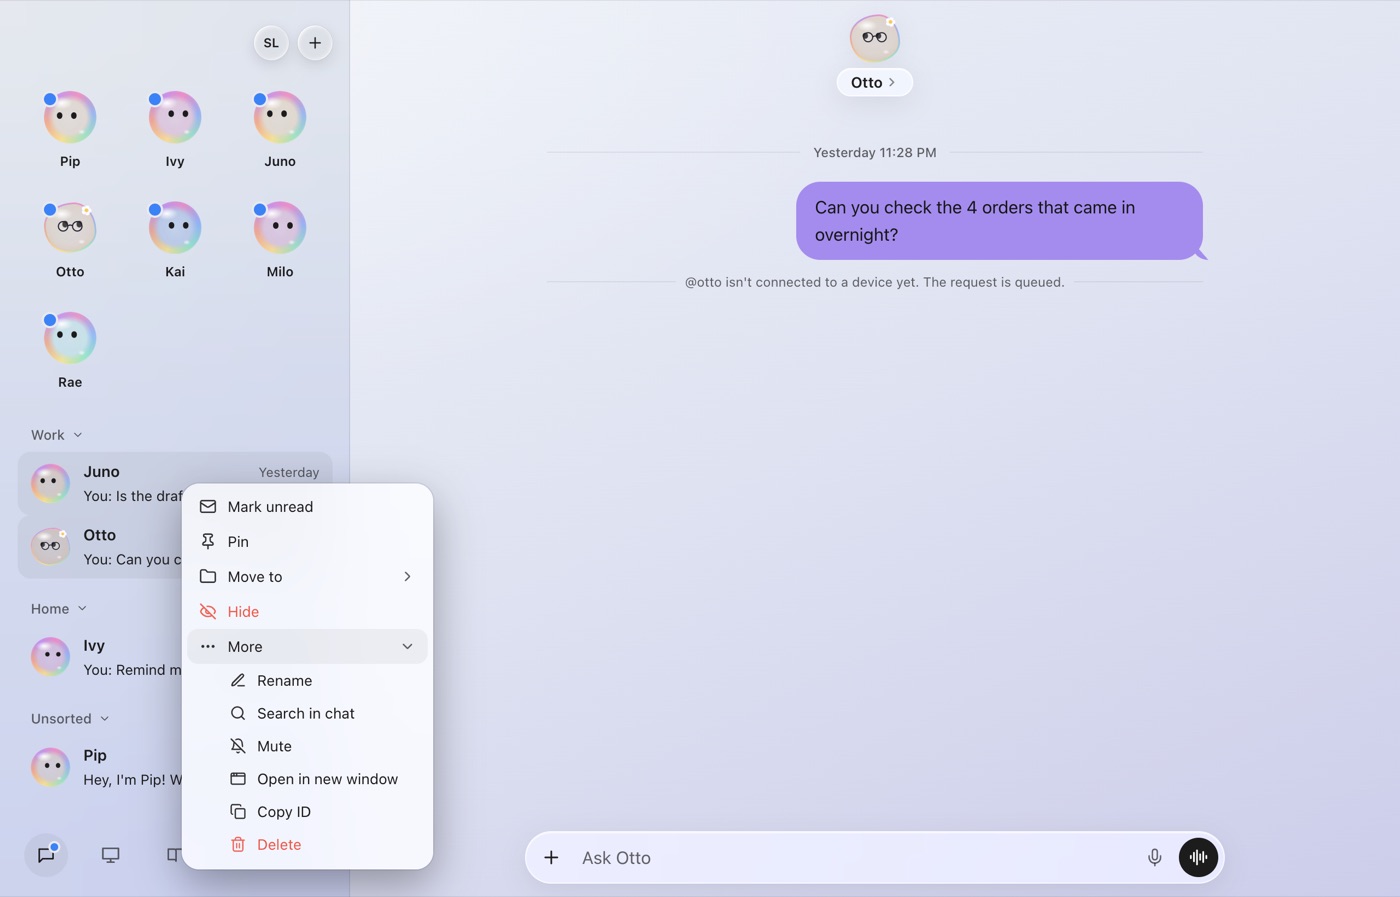 SL
Pip
Ivy
Juno
Otto
Kai
Milo
Rae
Work
Juno
Yesterday
You: Is the draf
Otto
You: Can you c
Home
Ivy
You: Remind m
Unsorted
Pip
Hey, I'm Pip! W
Mark unread
Pin
Move to
Hide
More
Rename
Search in chat
Mute
Open in new window
Copy ID
Delete
Otto
Yesterday 11:28 PM
Can you check the 4 orders that came in
overnight?
@otto isn't connected to a device yet. The request is queued.
Ask Otto